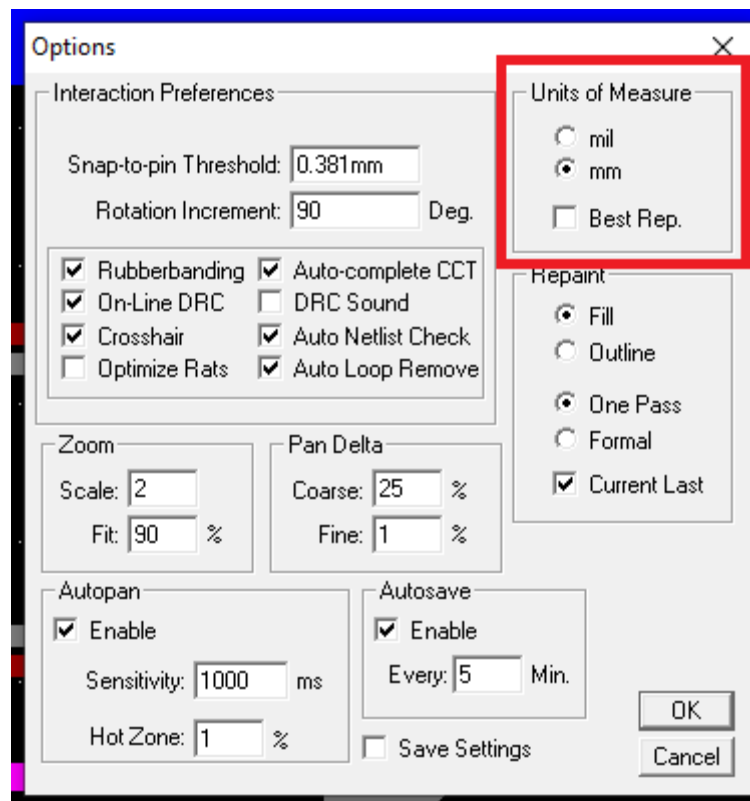 Options
Interaction Preferences
Snap-to-pin Threshold: 0.381mm
Rotation Increment: 90 Deg.
Rubberbanding Auto-complete CCT
On-Line DRC DRC Sound
Crosshair Auto Netlist Check
Optimize Rats Auto Loop Remove
Units of Measure
mil
mm
Best Rep.
Repaint
Fill
Outline
One Pass
Formal
Current Last
Zoom
Scale: 2
Fit: 90 %
Pan Delta
Coarse: 25 %
Fine: 1 %
Autopan
Enable
Sensitivity: 1000 ms
Hot Zone: 1 %
Autosave
Enable
Every: 5 Min.
Save Settings
OK
Cancel